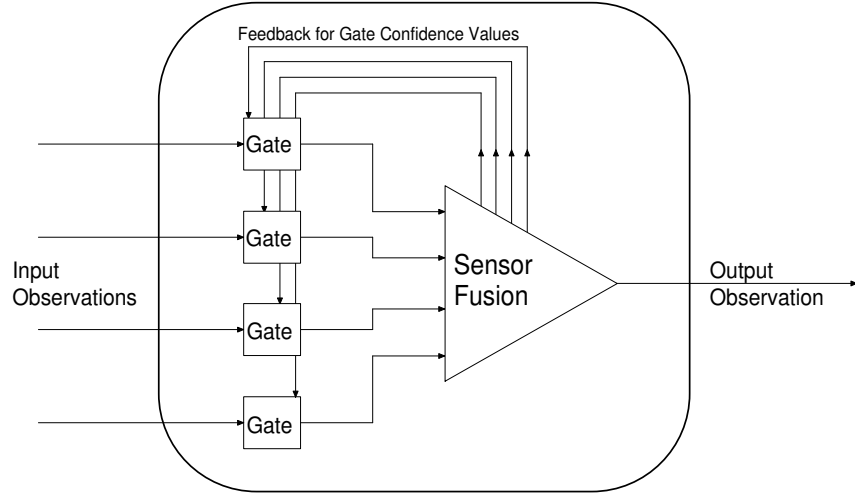 Feedback for Gate Confidence Values
Gate
Gate
Input
Observations
Sensor
Fusion
Output
Observation
Gate
Gate